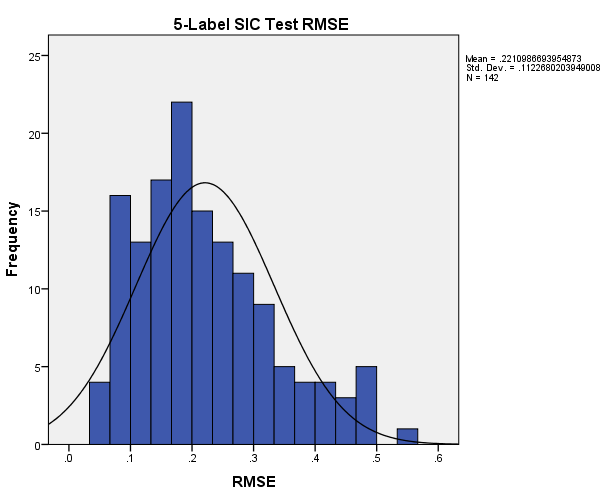 5-Label SIC Test RMSE
Mean = .2210986693954873
Std. Dev. = .1122680203949008
N = 142
Frequency
25
20
15
10
5
0
.0 .1 .2 .3 .4 .5 .6
RMSE